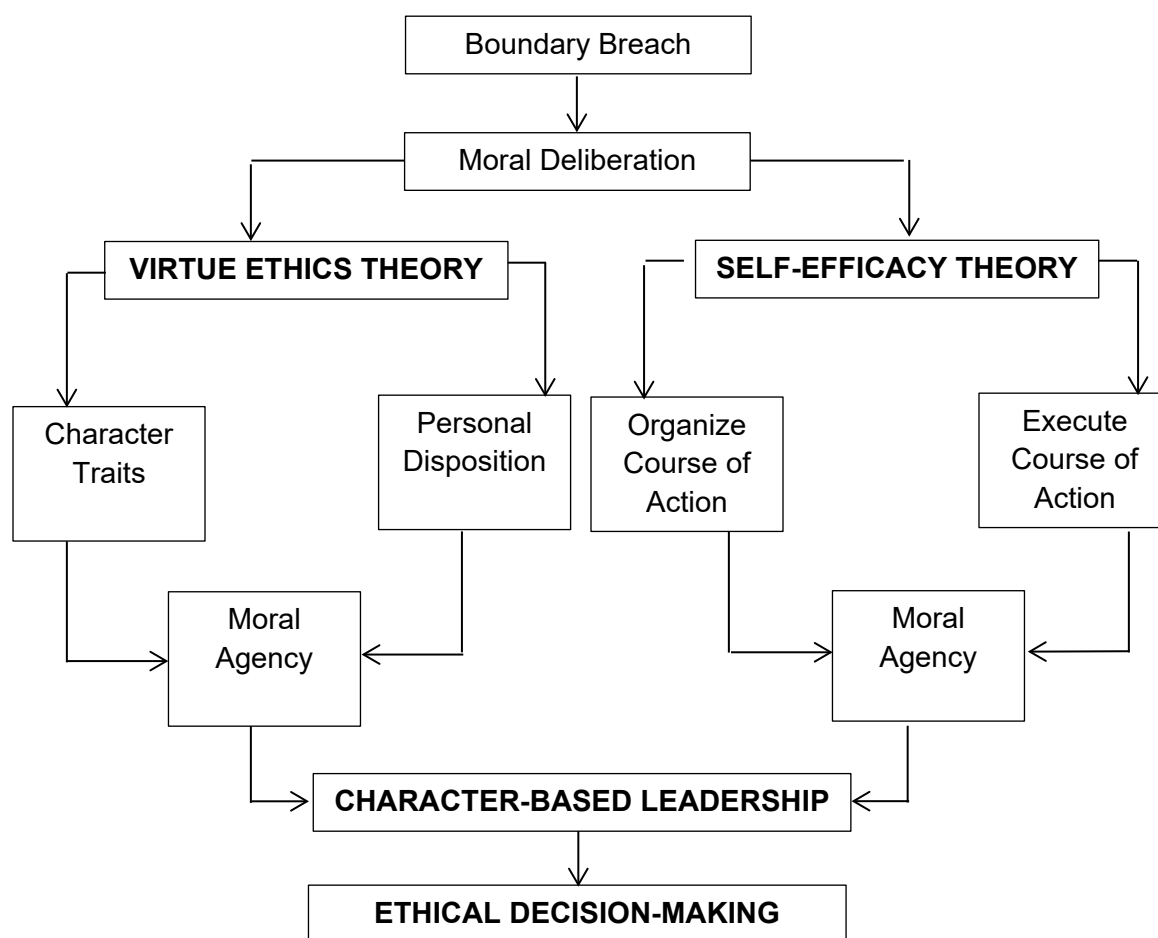 Boundary Breach
Moral Deliberation
VIRTUE ETHICS THEORY
SELF-EFFICACY THEORY
Character
Traits
Personal
Disposition
Organize
Course of
Action
Execute
Course of
Action
Moral
Agency
Moral
Agency
CHARACTER-BASED LEADERSHIP
ETHICAL DECISION-MAKING